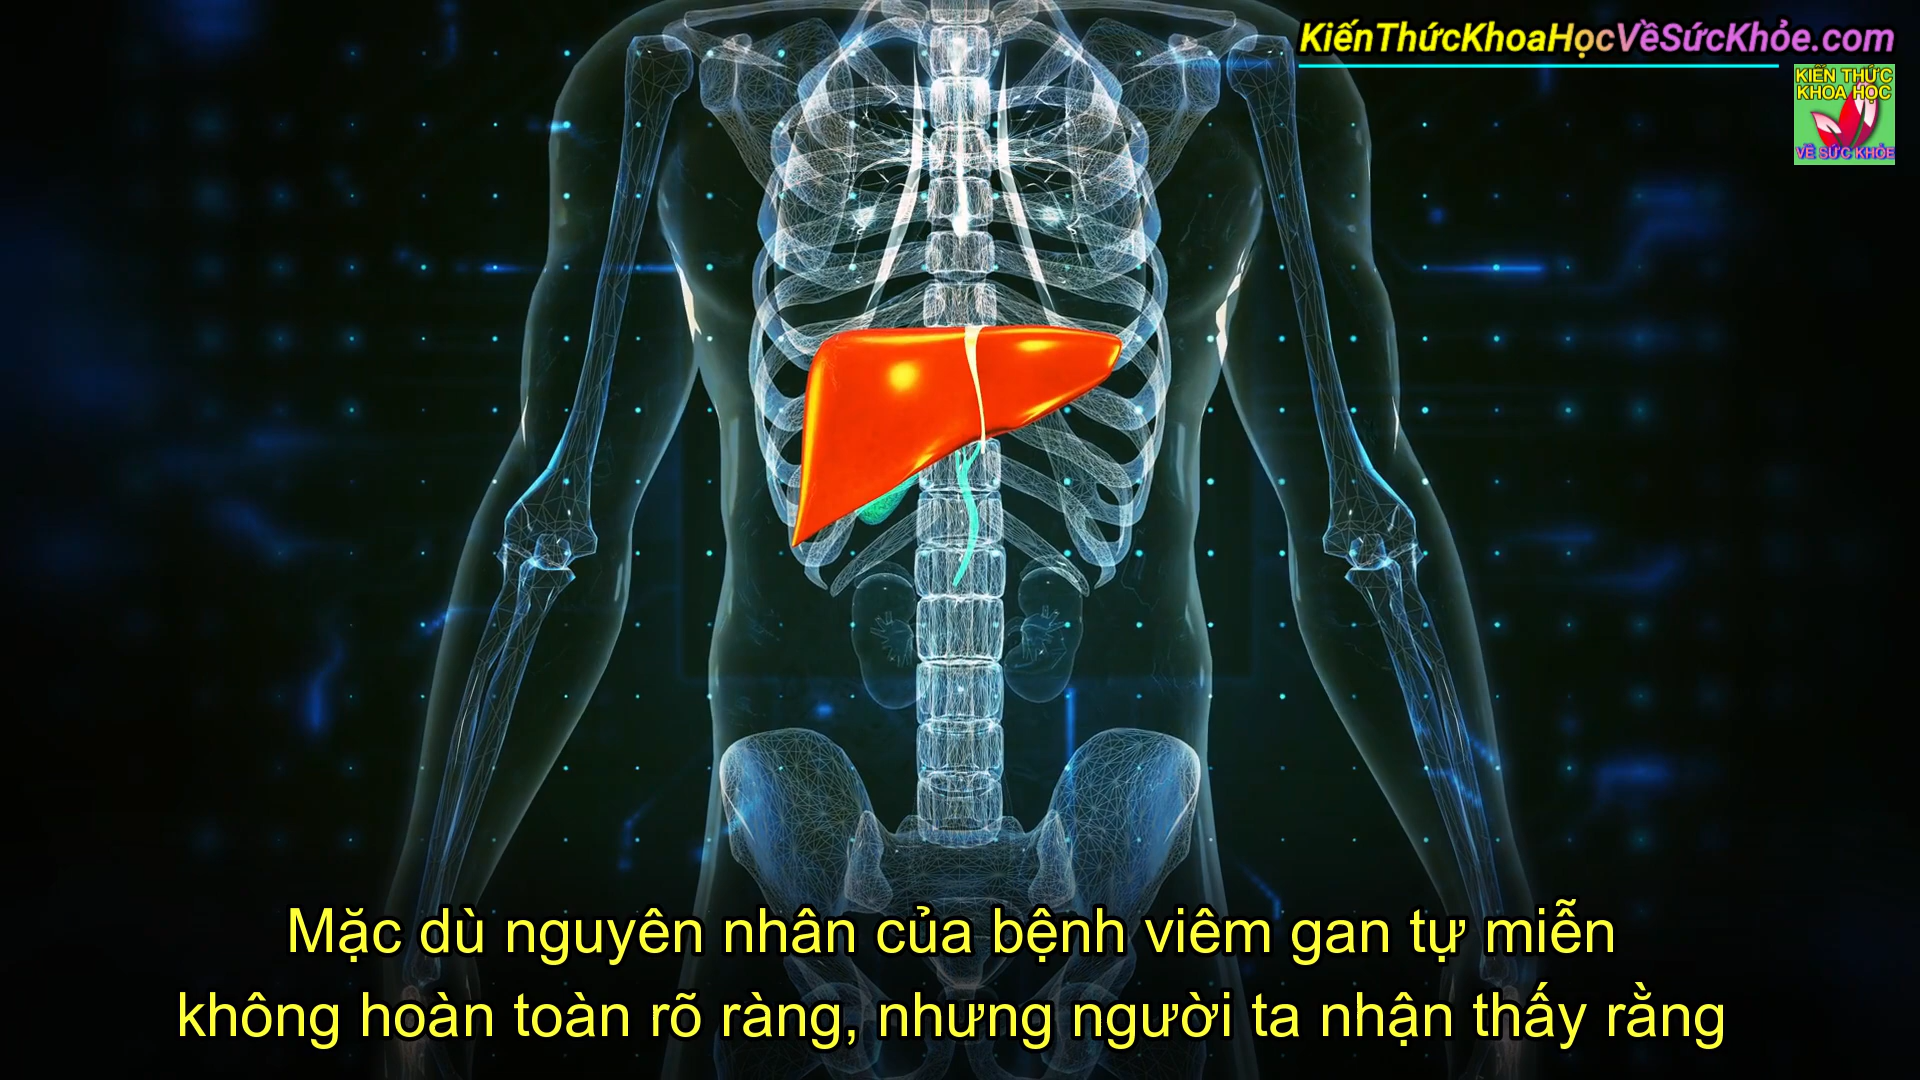 KiếnThứcKhoaHọcVềSứcKhỏe.com
KIẾN THỨC
KHOA HỌC
VỀ SỨC KHỎE
Mặc dù nguyên nhân của bệnh viêm gan tự miễn
không hoàn toàn rõ ràng, nhưng người ta nhận thấy rằng